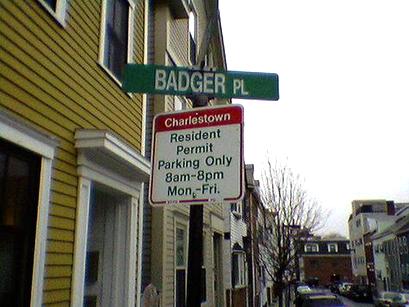 BADGER PL
Charlestown
Resident
Permit
Parking Only
8am-8pm
Mon.-Fri.